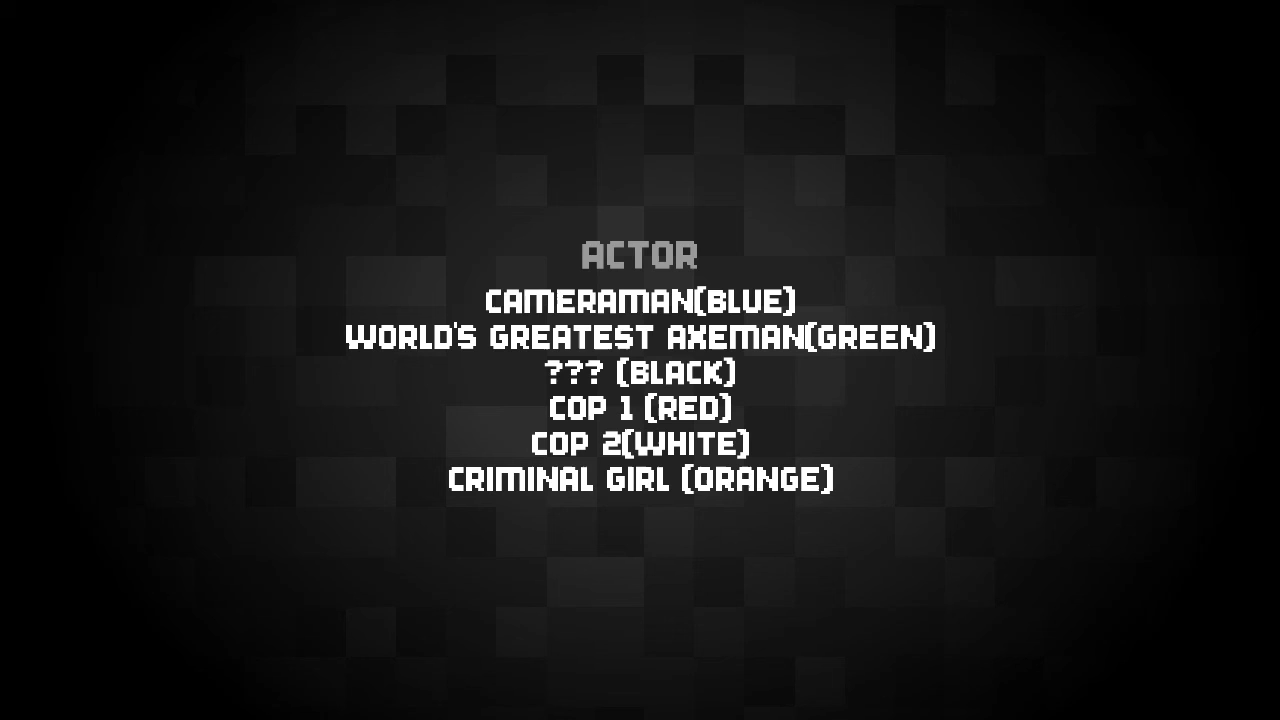 ACTOR
CAMERAMAN(BLUE)
WORLD'S GREATEST AXEMAN(GREEN)
??? (BLACK)
COP 1 (RED)
COP 2(WHITE)
CRIMINAL GIRL (ORANGE)